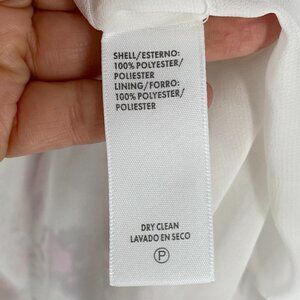 SHELL/ESTERNO:
100% POLYESTER/
POLIESTER
LINING/FORRO:
100% POLYESTER/
POLIESTER
DRY CLEAN
LAVADO EN SECO
P